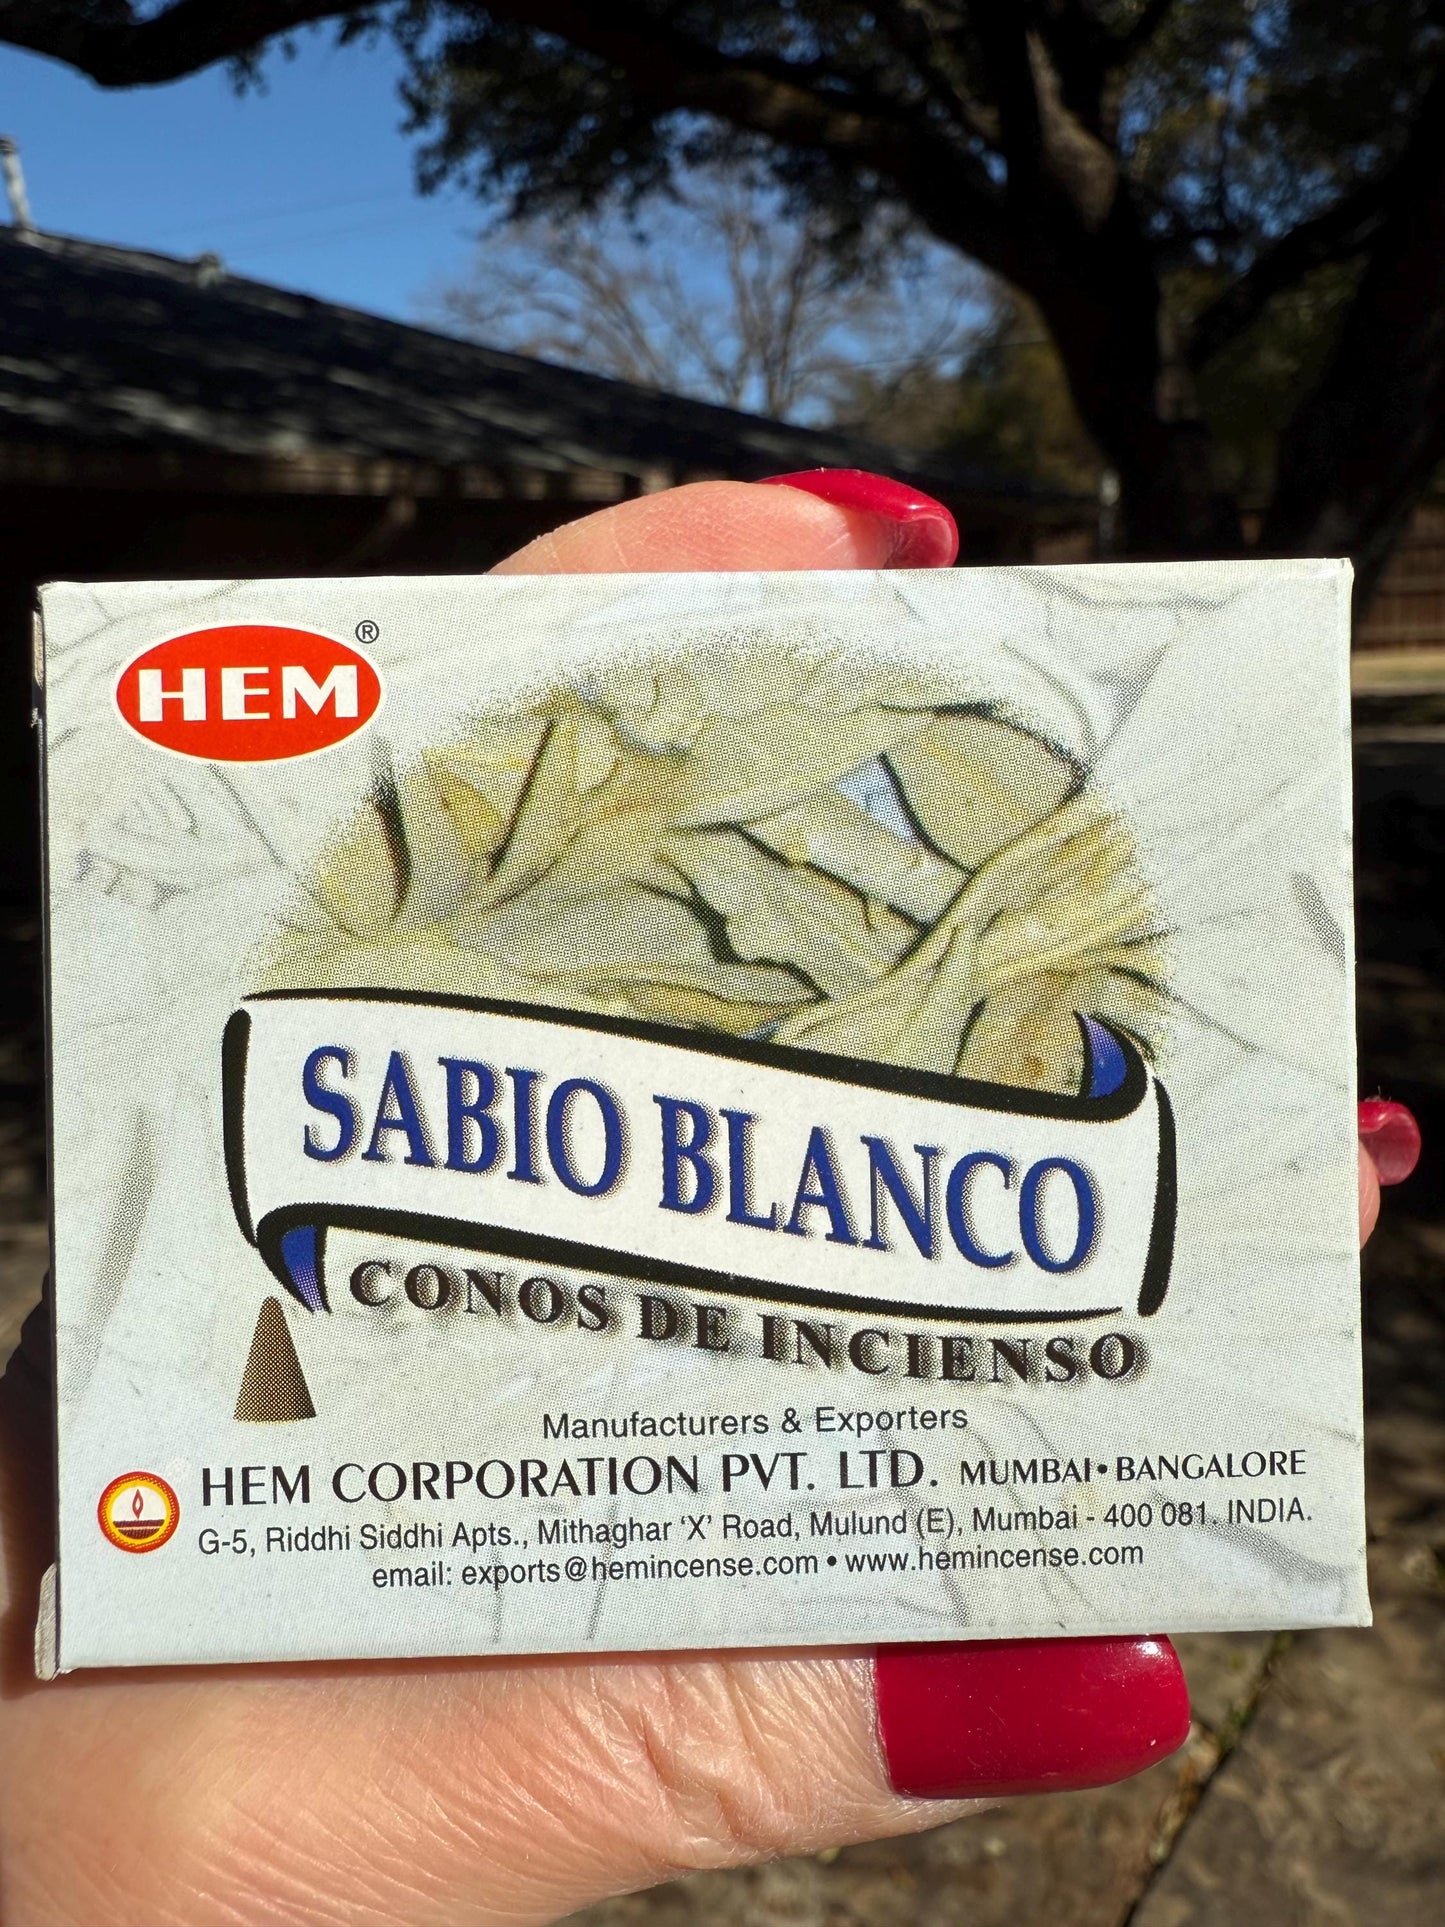 HEM ®
SABIO BLANCO
CONOS DE INCIENSO
Manufacturers & Exporters
HEM CORPORATION PVT. LTD. MUMBAI • BANGALORE
G-5, Riddhi Siddhi Apts., Mithaghar ‘X’ Road, Mulund (E), Mumbai - 400 081. INDIA.
email: exports@hemincense.com • www.hemincense.com